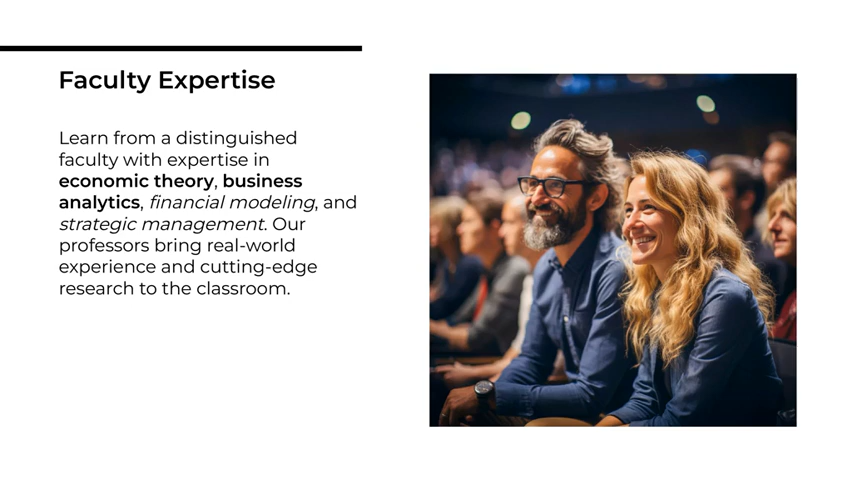 Faculty Expertise
Learn from a distinguished
faculty with expertise in
economic theory, business
analytics, financial modeling, and
strategic management. Our
professors bring real-world
experience and cutting-edge
research to the classroom.